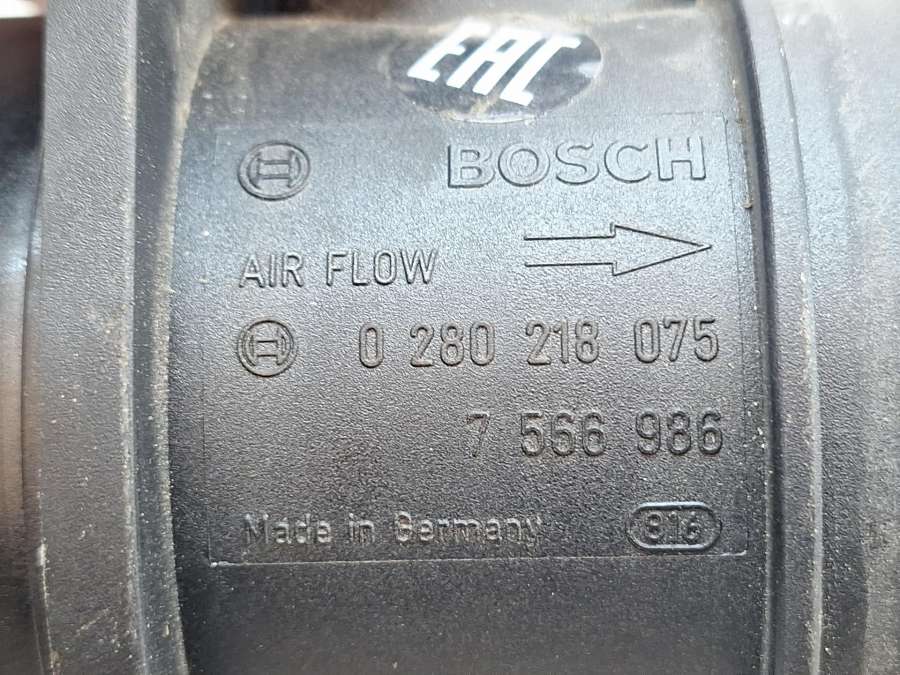 EAC
BOSCH
AIR FLOW
0 280 218 075
7 566 986
Made in Germany 816